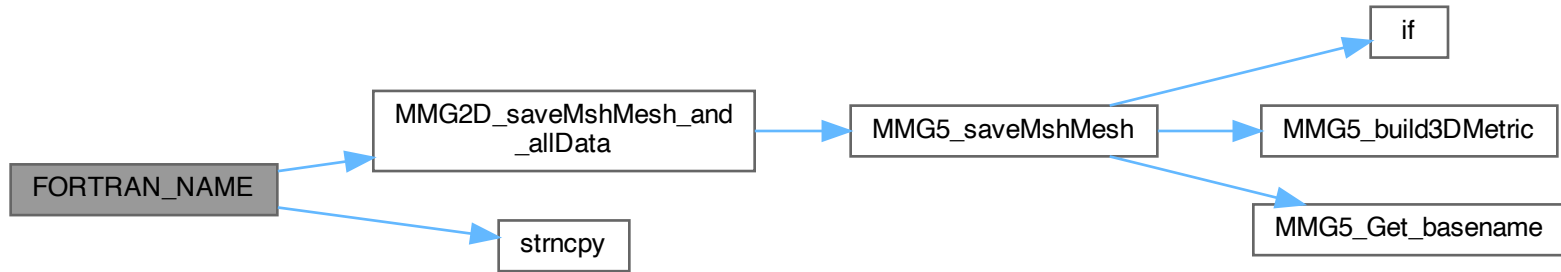 FORTRAN_NAME
MMG2D_saveMshMesh_and
_allData
strncpy
MMG5_saveMshMesh
if
MMG5_build3DMetric
MMG5_Get_basename